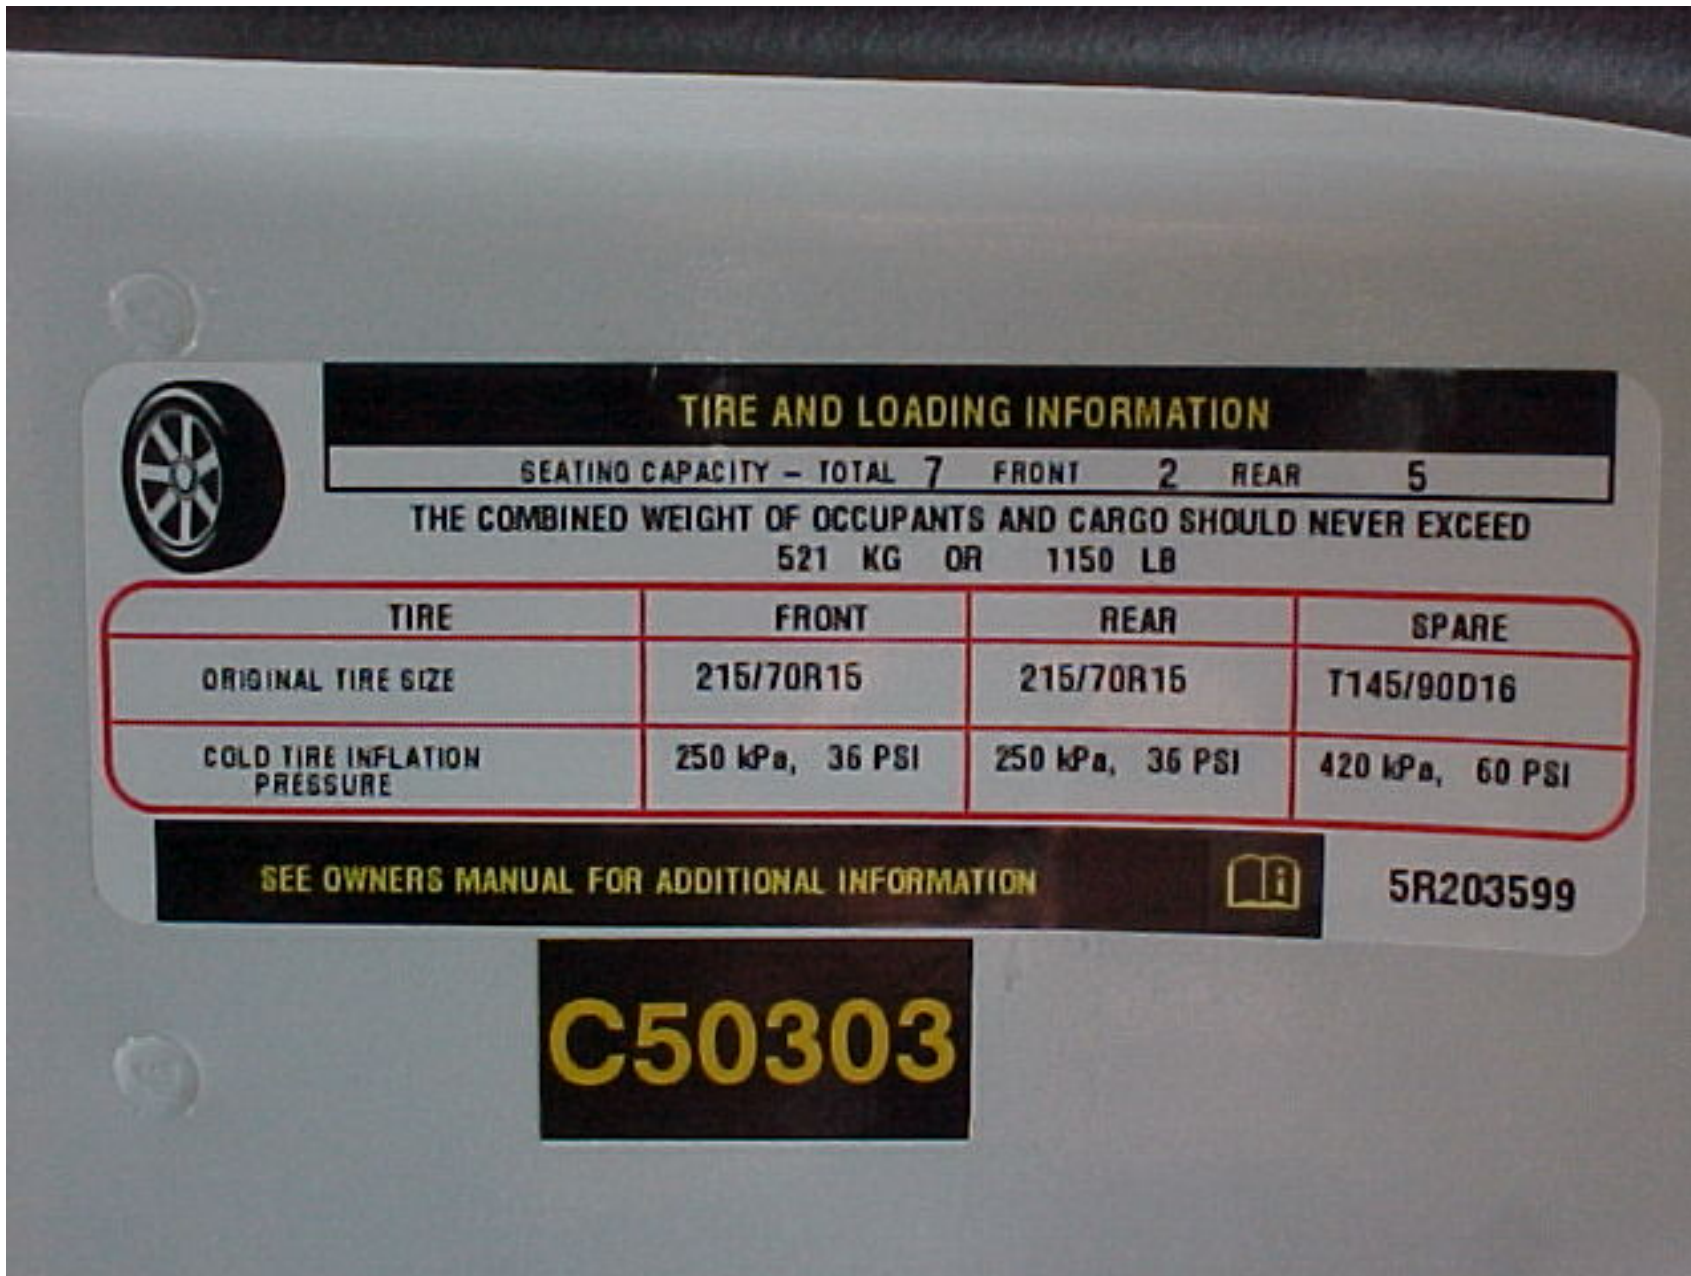 TIRE AND LOADING INFORMATION
SEATING CAPACITY – TOTAL 7 FRONT 2 REAR 5
THE COMBINED WEIGHT OF OCCUPANTS AND CARGO SHOULD NEVER EXCEED
521 KG OR 1150 LB
TIRE FRONT REAR SPARE
ORIGINAL TIRE SIZE 215/70R15 215/70R15 T145/90D16
COLD TIRE INFLATION PRESSURE 250 kPa, 36 PSI 250 kPa, 36 PSI 420 kPa, 60 PSI
SEE OWNERS MANUAL FOR ADDITIONAL INFORMATION 5R203599
C50303